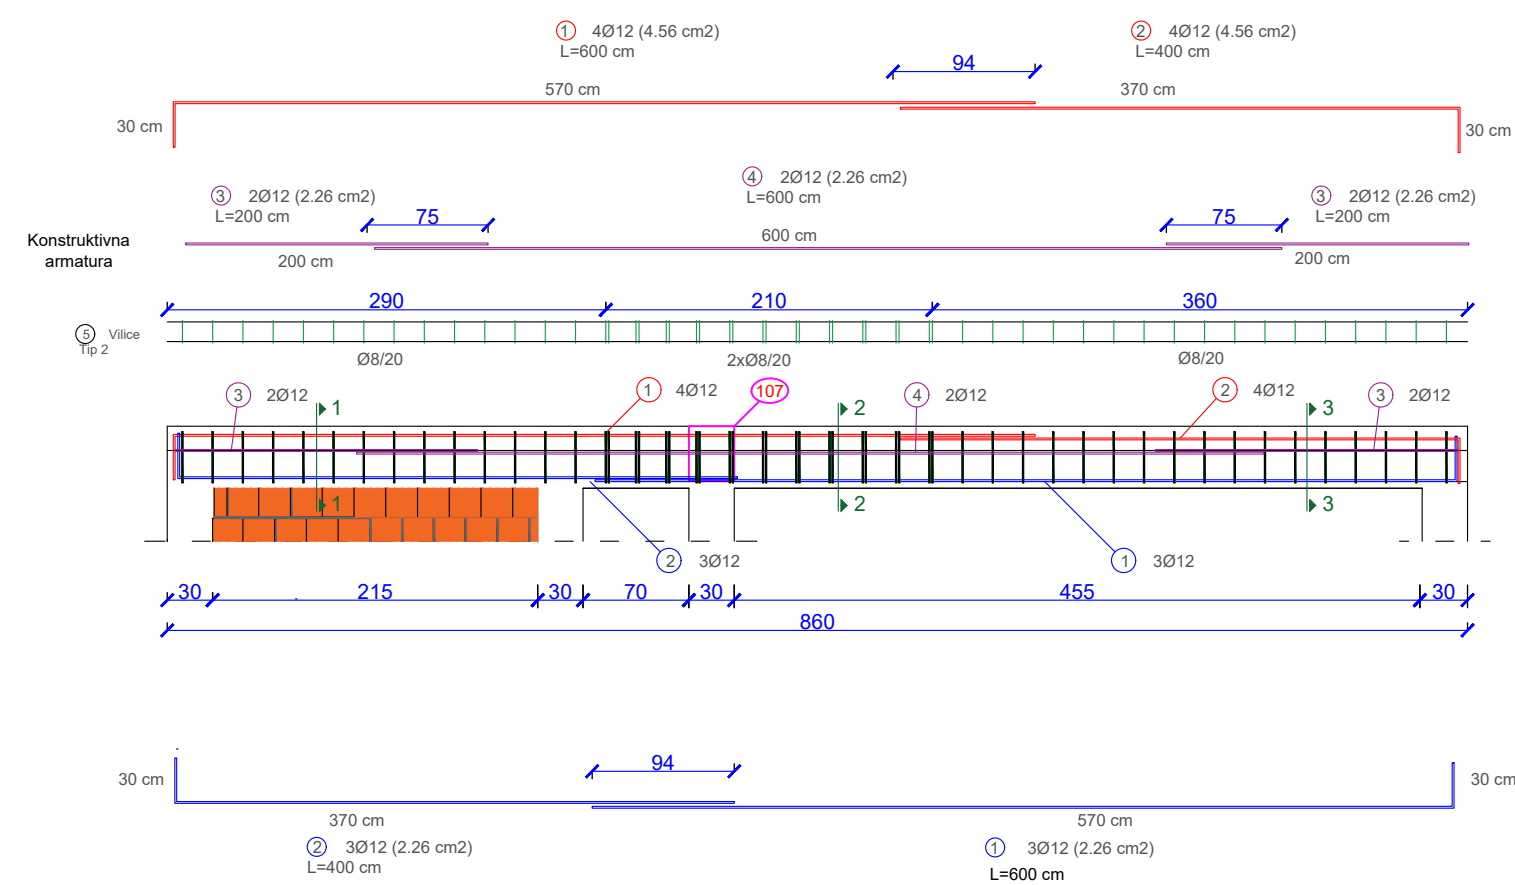 1 4Ø12 (4.56 cm2)
L=600 cm
2 4Ø12 (4.56 cm2)
L=400 cm
94
570 cm
370 cm
30 cm
30 cm
4 2Ø12 (2.26 cm2)
L=600 cm
3 2Ø12 (2.26 cm2)
L=200 cm
3 2Ø12 (2.26 cm2)
L=200 cm
75
75
Konstruktivna
armatura
600 cm
200 cm
200 cm
290
210
360
5 Vilice
Tip 2
Ø8/20
2xØ8/20
Ø8/20
3 2Ø12
1
1 4Ø12
107
2
4 2Ø12
2 4Ø12
3
3 2Ø12
1
2
3
2 3Ø12
1 3Ø12
30
215
30
70
30
455
30
860
94
30 cm
30 cm
370 cm
570 cm
2 3Ø12 (2.26 cm2)
L=400 cm
1 3Ø12 (2.26 cm2)
L=600 cm